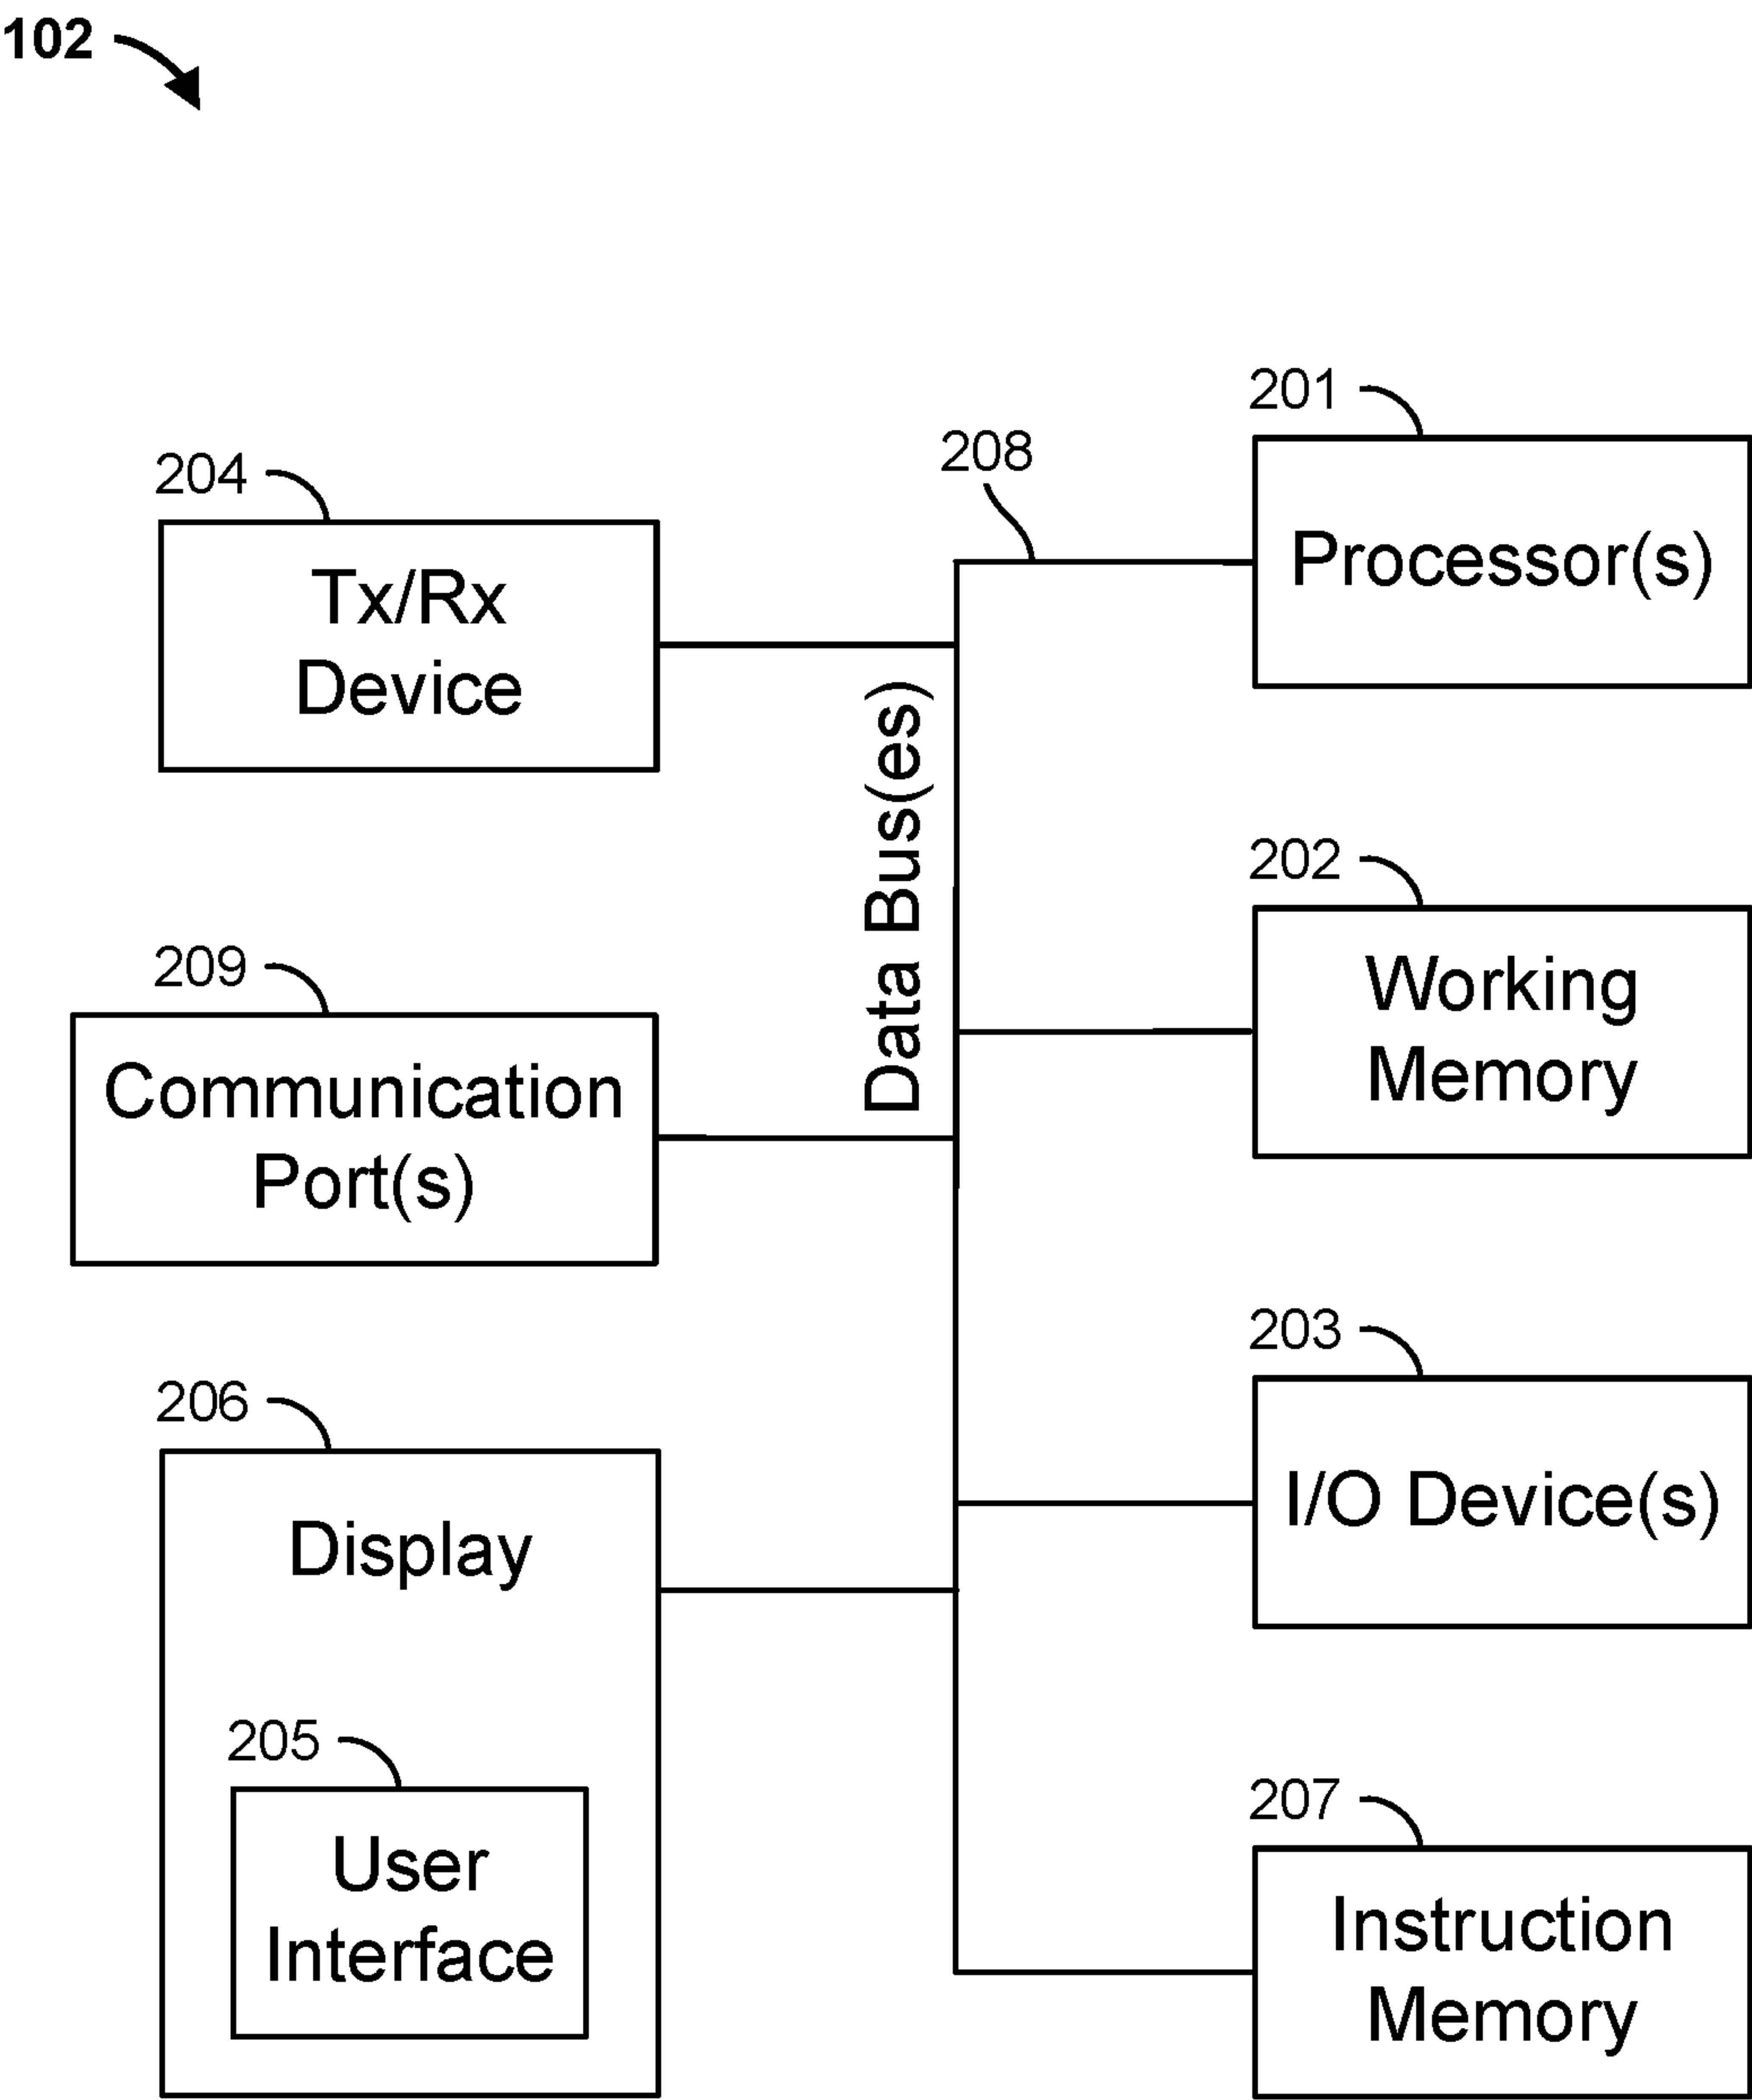 102
201
204
208
Processor(s)
Tx/Rx
Device
Data Bus(es)
202
209
Working
Memory
Communication
Port(s)
203
206
I/O Device(s)
Display
205
207
User
Interface
Instruction
Memory